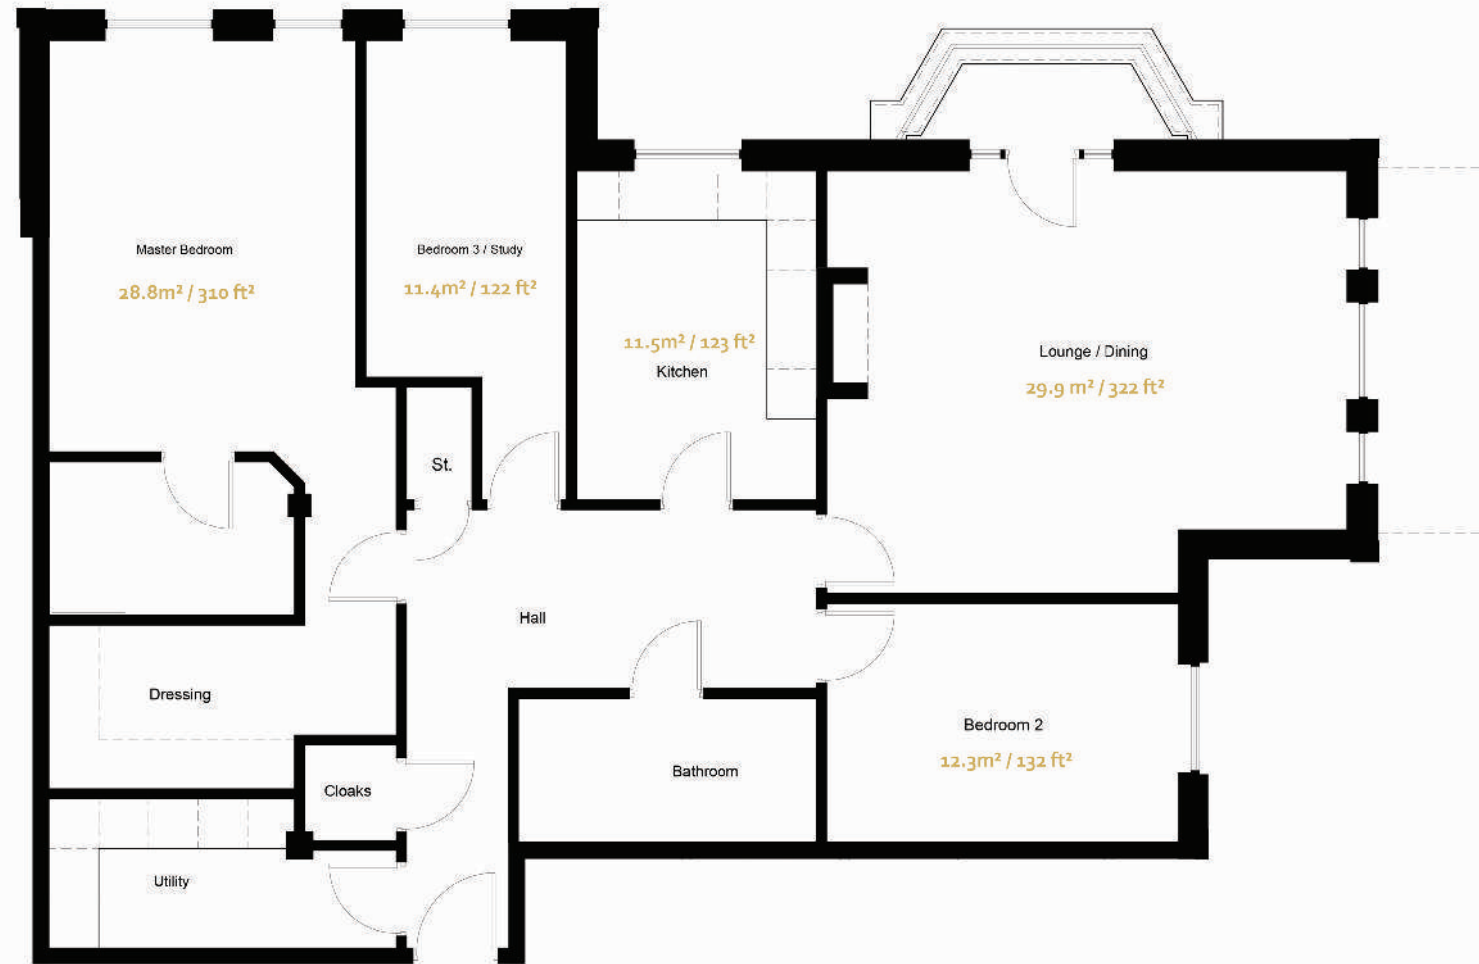 Master Bedroom
28.8m² / 310 ft²
Bedroom 3 / Study
11.4m² / 122 ft²
11.5m² / 123 ft²
Kitchen
Lounge / Dining
29.9 m² / 322 ft²
St.
Hall
Dressing
Bedroom 2
12.3m² / 132 ft²
Bathroom
Cloaks
Utility